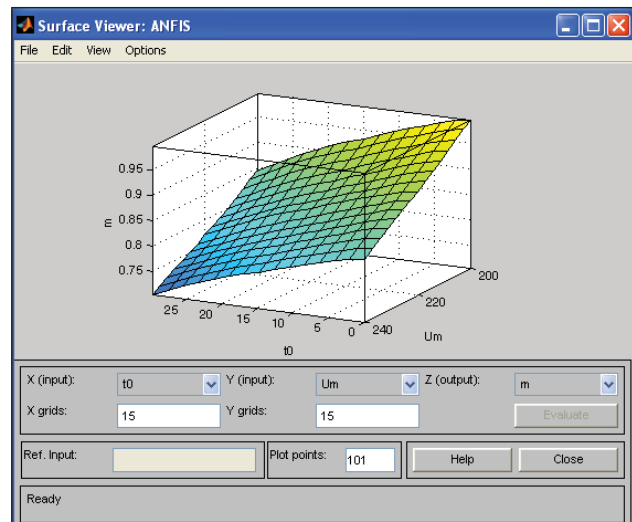 Surface Viewer: ANFIS
File Edit View Options
0.95
0.9
0.85
0.8
0.75
m
25 20 15 10 5 0
t0
240 220 200
Um
X (input): t0 Y (input): Um Z (output): m
X grids: 15 Y grids: 15 Evaluate
Ref. Input: Plot points: 101 Help Close
Ready